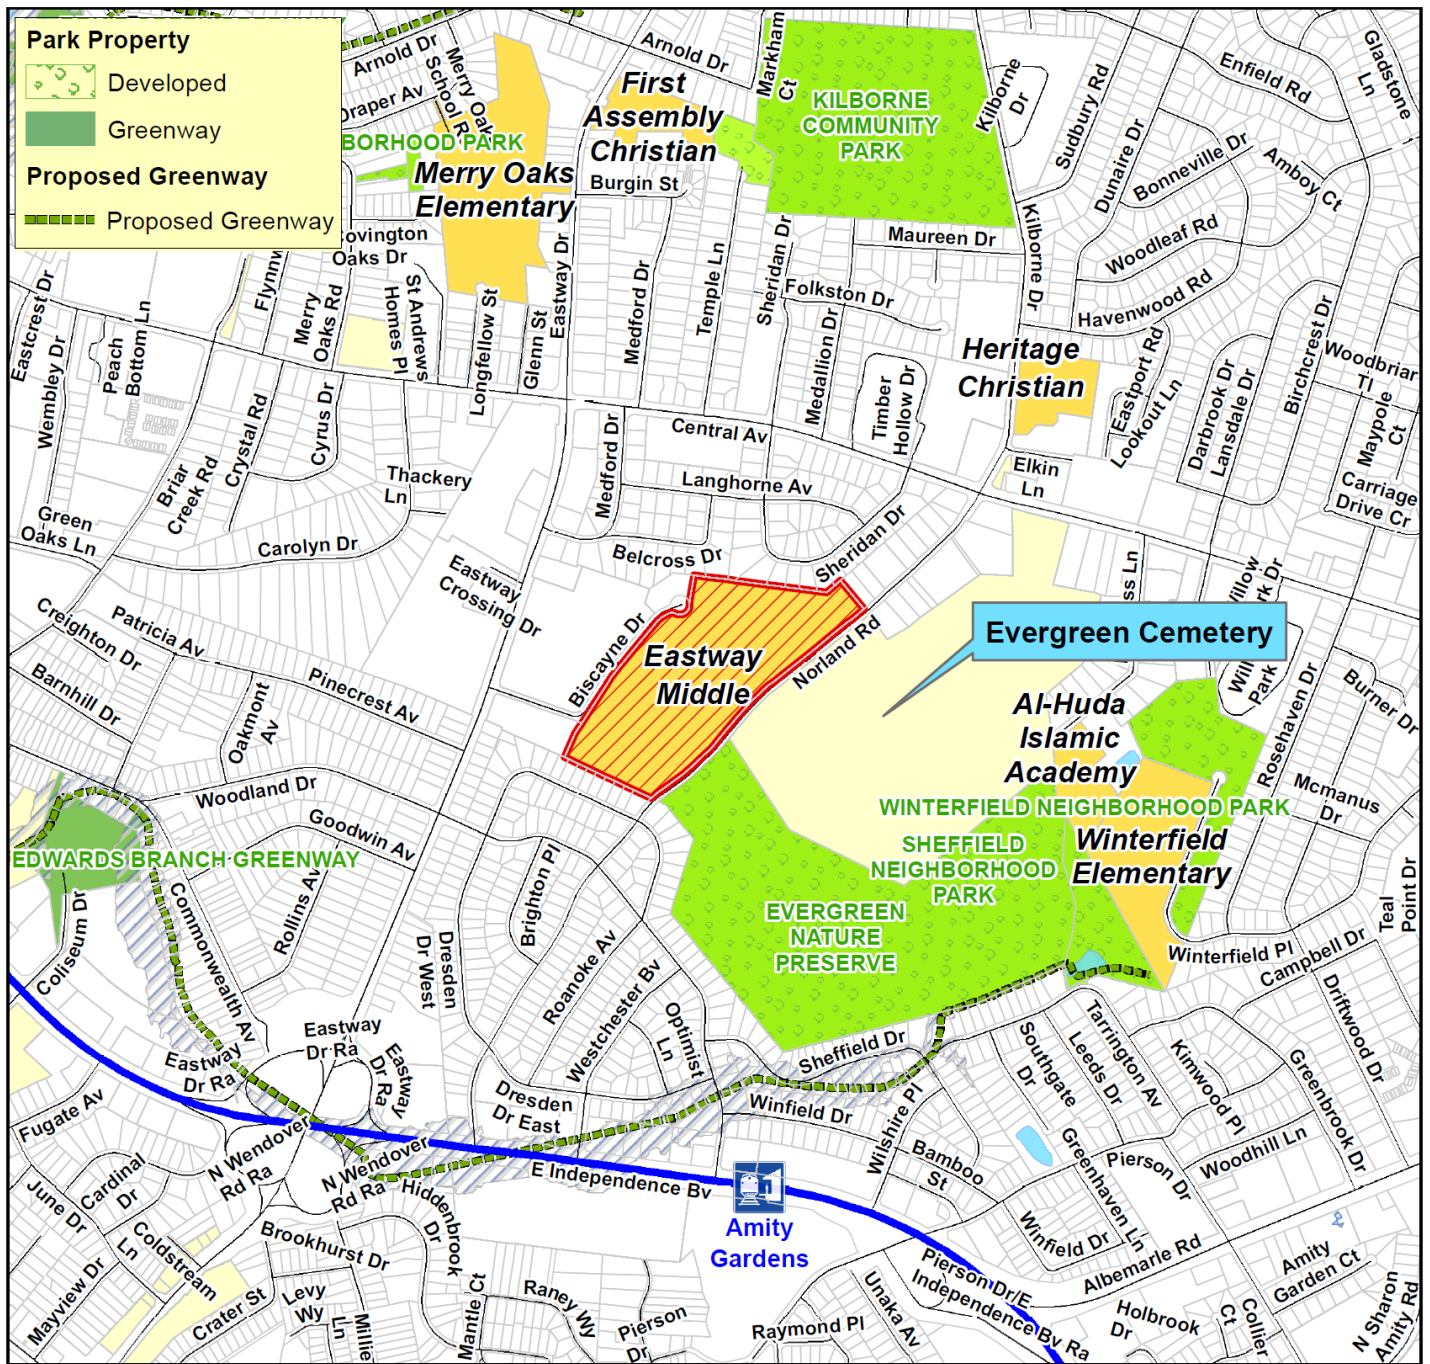 Park Property
Developed
Greenway
Proposed Greenway
Proposed Greenway
Arnold Dr
Merry Oaks
School Rd
Draper Av
BORHOOD PARK
Merry Oaks
Elementary
First
Assembly
Christian
Burgin St
Arnold Dr
Markham
Ct
KILBORNE
COMMUNITY
PARK
Kilborne
Dr
Sudbury Rd
Enfield Rd
Gladstone
Ln
Dunaire Dr
Bonneville Dr
Amboy Ct
Woodleaf Rd
Havenwood Rd
Kilborne Dr
Maureen Dr
Folkston Dr
Sheridan Dr
Temple Ln
Medford Dr
Eastway Dr
Glenn St
Longfellow St
St Andrews
Homes Pl
Covington
Oaks Dr
Merry
Oaks Rd
Flynnw
Eastcrest Dr
Wembley Dr
Peach
Bottom Ln
Crystal Rd
Cyrus Dr
Briar
Creek Rd
Thackery
Ln
Green
Oaks Ln
Carolyn Dr
Medford Dr
Central Av
Langhorne Av
Medallion Dr
Timber
Hollow Dr
Heritage
Christian
Eastport Rd
Lookout Ln
Darbrook Dr
Lansdale Dr
Birchcrest Dr
Woodbriar
Tl
Maypole
Ct
Carriage
Drive Cr
Elkin
Ln
Belcross Dr
Sheridan Dr
Eastway
Crossing Dr
Biscayne Dr
Eastway
Middle
Norland Rd
Evergreen Cemetery
ss Ln
Willow
rk Dr
Will
Park
Rosehaven Dr
Burner Dr
Mcmanus
Dr
Al-Huda
Islamic
Academy
WINTERFIELD NEIGHBORHOOD PARK
Winterfield
Elementary
SHEFFIELD
NEIGHBORHOOD
PARK
EVERGREEN
NATURE
PRESERVE
Creighton Dr
Patricia Av
Barnhill Dr
Oakmont
Av
Pinecrest Av
Woodland Dr
Goodwin Av
EDWARDS BRANCH GREENWAY
Commonwealth Av
Rollins Av
Coliseum Dr
Dresden
Dr West
Brighton Pl
Roanoke Av
Westchester Bv
Optimist
Ln
Sheffield Dr
Winterfield Pl
Campbell Dr
Teal
Point Dr
Driftwood Dr
Greenbrook Dr
Kimwood Pl
Tarrington Av
Leeds Dr
Southgate
Dr
Eastway
Dr Ra
Eastway
Dr Ra
Eastway
Dr Ra
Dresden
Dr East
Winfield Dr
Wilshire Pl
Bamboo
St
Greenhaven Ln
Pierson Dr
Woodhill Ln
Winfield Dr
Albemarle Rd
Amity
Garden Ct
Fugate Av
Cardinal
Dr
June Dr
N Wendover
Rd Ra
N Wendover
Rd Ra
E Independence Bv
Hiddenbrook
Dr
Brookhurst Dr
Coldstream
Ln
Mayview Dr
Crater St
Levy
Wy
Millie
Ln
Mantle Ct
Raney Wy
Pierson
Dr
Amity
Gardens
Raymond Pl
Unaka Av
Pierson Dr/E
Independence Bv Ra
Holbrook
Dr
Collier
Ct
N Sharon
Amity Rd